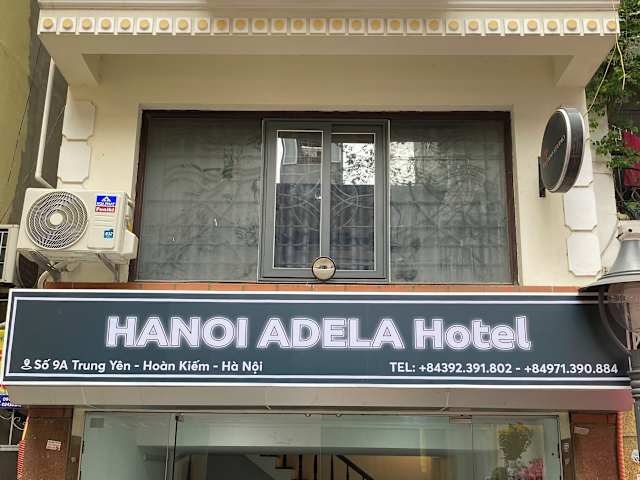 HANOI ADELA Hotel
Số 9A Trung Yên - Hoàn Kiếm - Hà Nội
TEL: +84392.391.802 - +84971.390.884